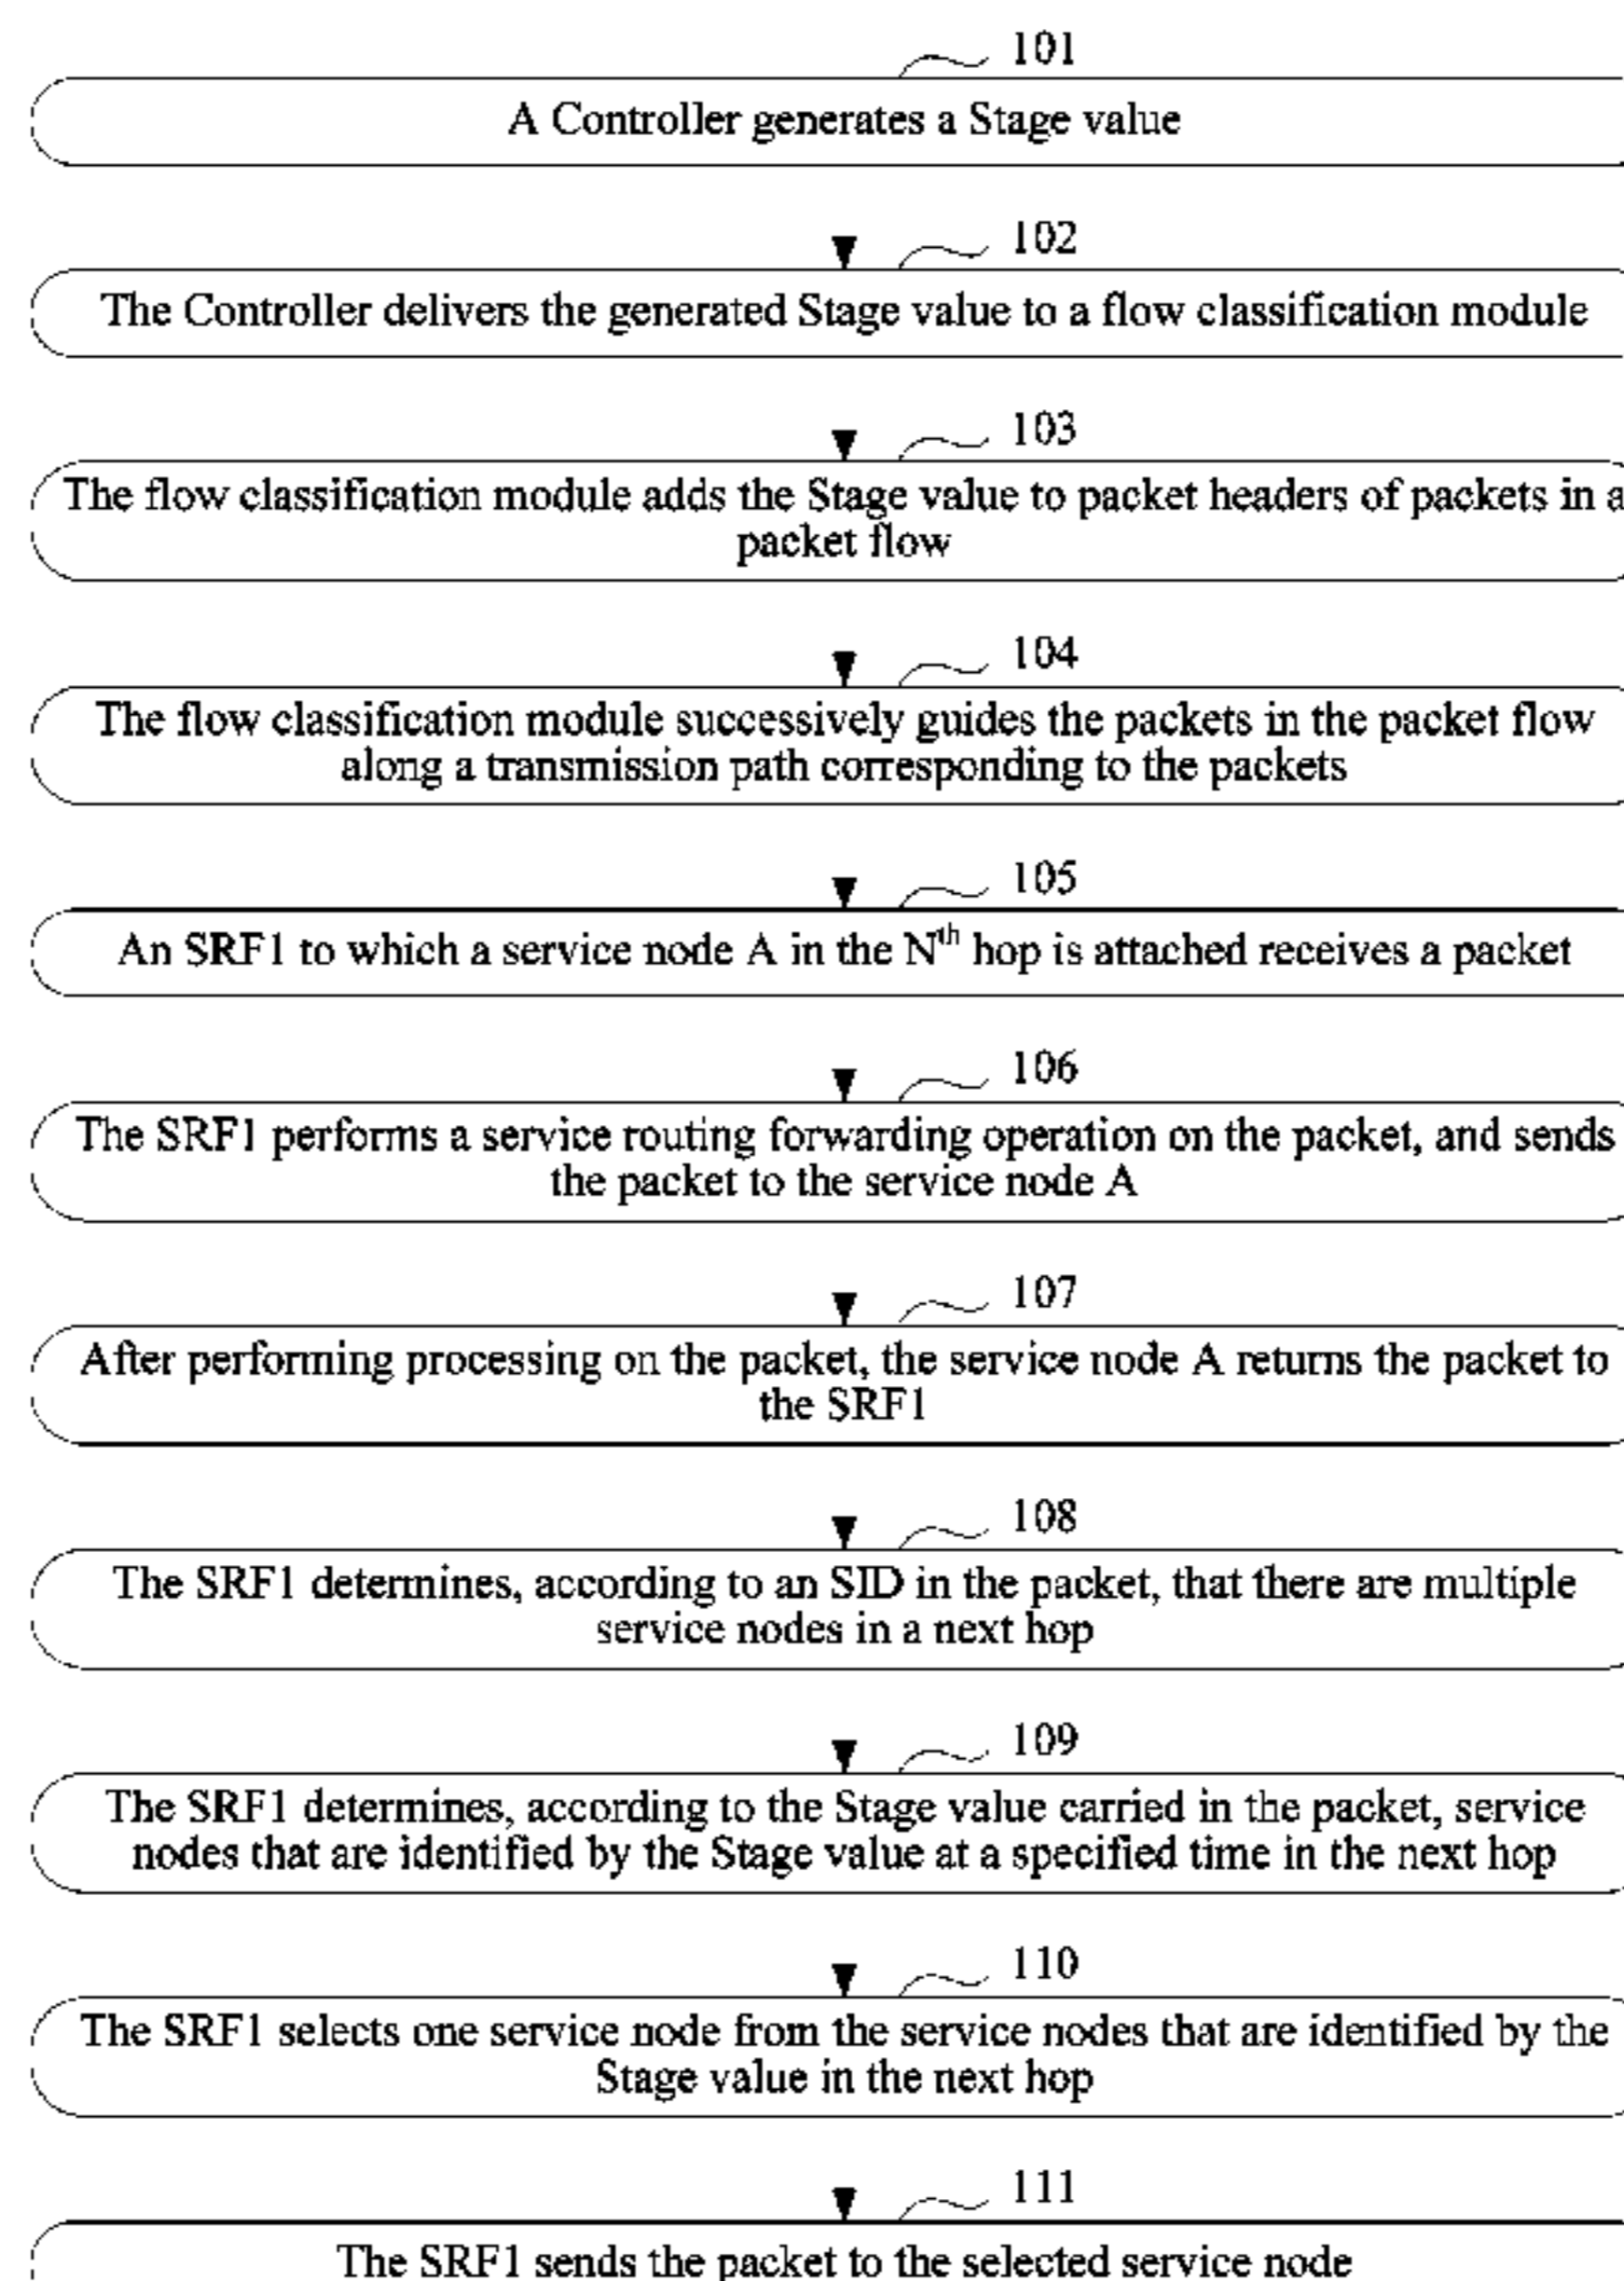 101
A Controller generates a Stage value
102
The Controller delivers the generated Stage value to a flow classification module
103
The flow classification module adds the Stage value to packet headers of packets in a
packet flow
104
The flow classification module successively guides the packets in the packet flow
along a transmission path corresponding to the packets
105
An SRF1 to which a service node A in the Nth hop is attached receives a packet
106
The SRF1 performs a service routing forwarding operation on the packet, and sends
the packet to the service node A
107
After performing processing on the packet, the service node A returns the packet to
the SRF1
108
The SRF1 determines, according to an SID in the packet, that there are multiple
service nodes in a next hop
109
The SRF1 determines, according to the Stage value carried in the packet, service
nodes that are identified by the Stage value at a specified time in the next hop
110
The SRF1 selects one service node from the service nodes that are identified by the
Stage value in the next hop
111
The SRF1 sends the packet to the selected service node